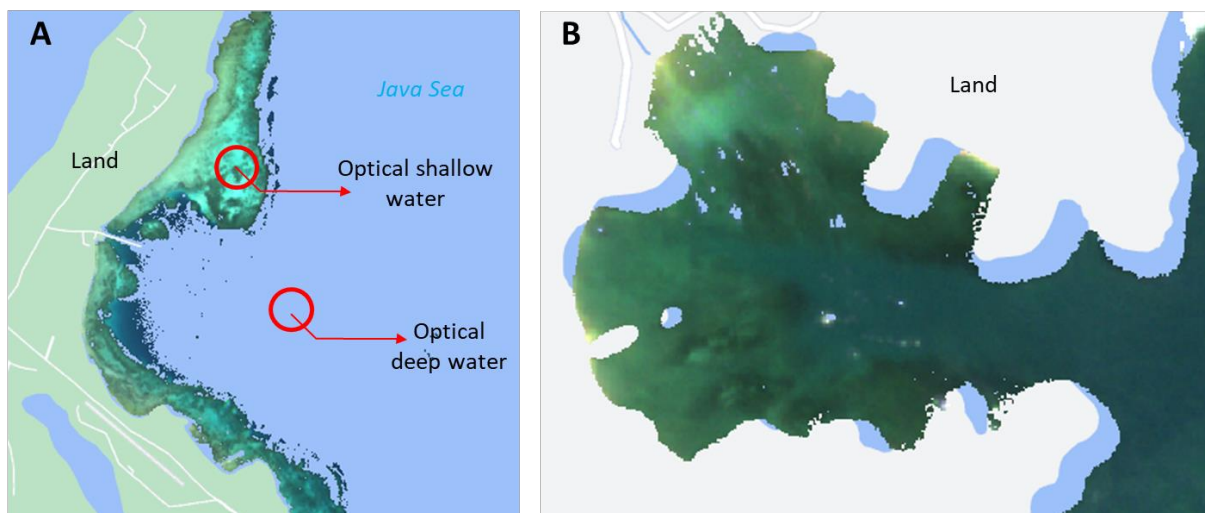 A
Java Sea
Land
Optical shallow
water
Optical
deep water
B
Land